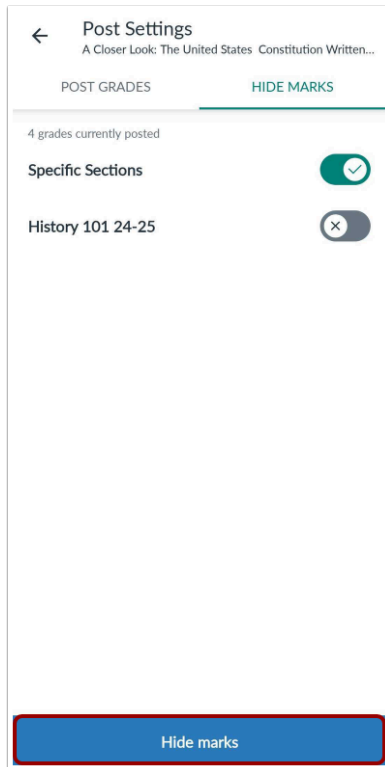 Post Settings
A Closer Look: The United States Constitution Written...
POST GRADES
HIDE MARKS
4 grades currently posted
Specific Sections
History 101 24-25
Hide marks